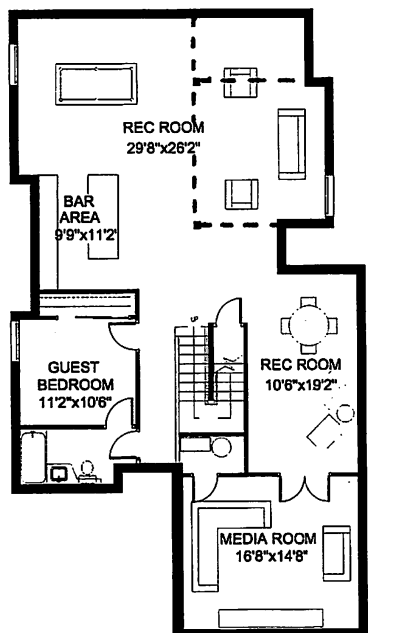 REC ROOM
29'8"x26'2"
BAR
AREA
9'9"x11'2'
GUEST
BEDROOM
11'2"x10'6"
REC ROOM
10'6"x19'2"
MEDIA ROOM
16'8"x14'8"